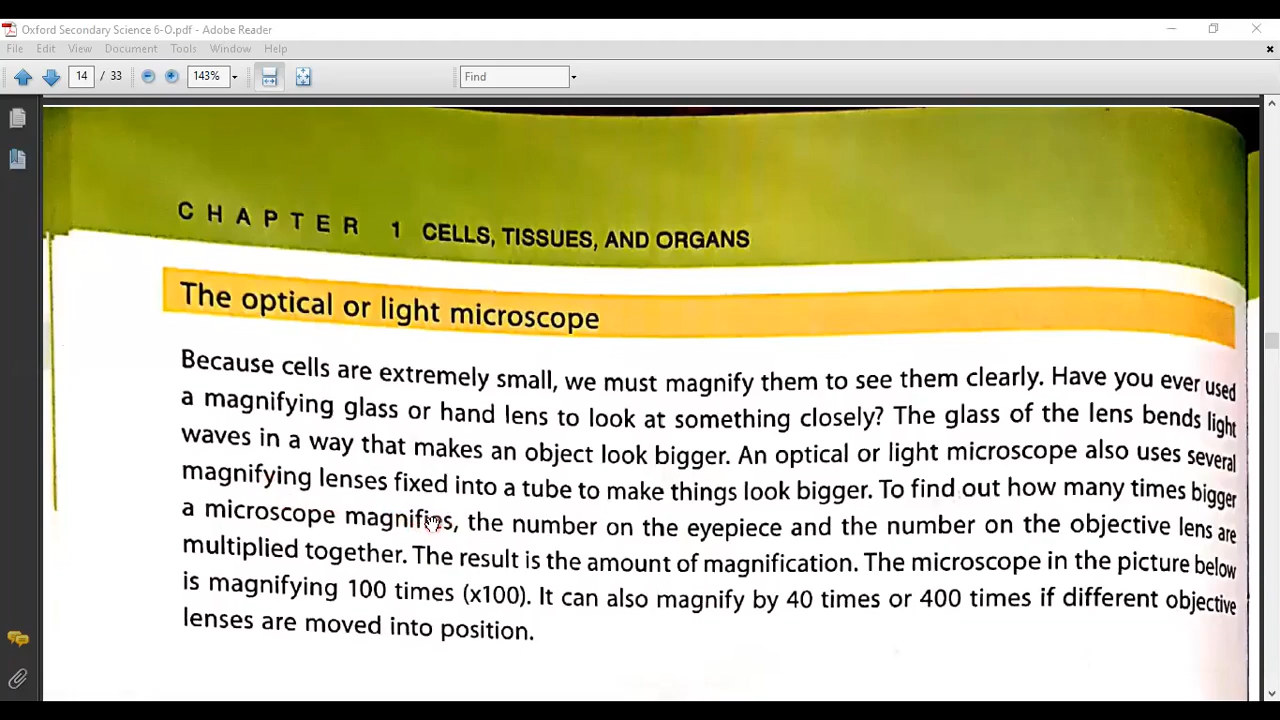 Oxford Secondary Science 6-O.pdf - Adobe Reader
File Edit View Document Tools Window Help
14 / 33 143% Find
CHAPTER 1 CELLS, TISSUES, AND ORGANS
The optical or light microscope
Because cells are extremely small, we must magnify them to see them clearly. Have you ever used
a magnifying glass or hand lens to look at something closely? The glass of the lens bends light
waves in a way that makes an object look bigger. An optical or light microscope also uses several
magnifying lenses fixed into a tube to make things look bigger. To find out how many times bigger
a microscope magnifies, the number on the eyepiece and the number on the objective lens are
multiplied together. The result is the amount of magnification. The microscope in the picture below
is magnifying 100 times (x100). It can also magnify by 40 times or 400 times if different objective
lenses are moved into position.